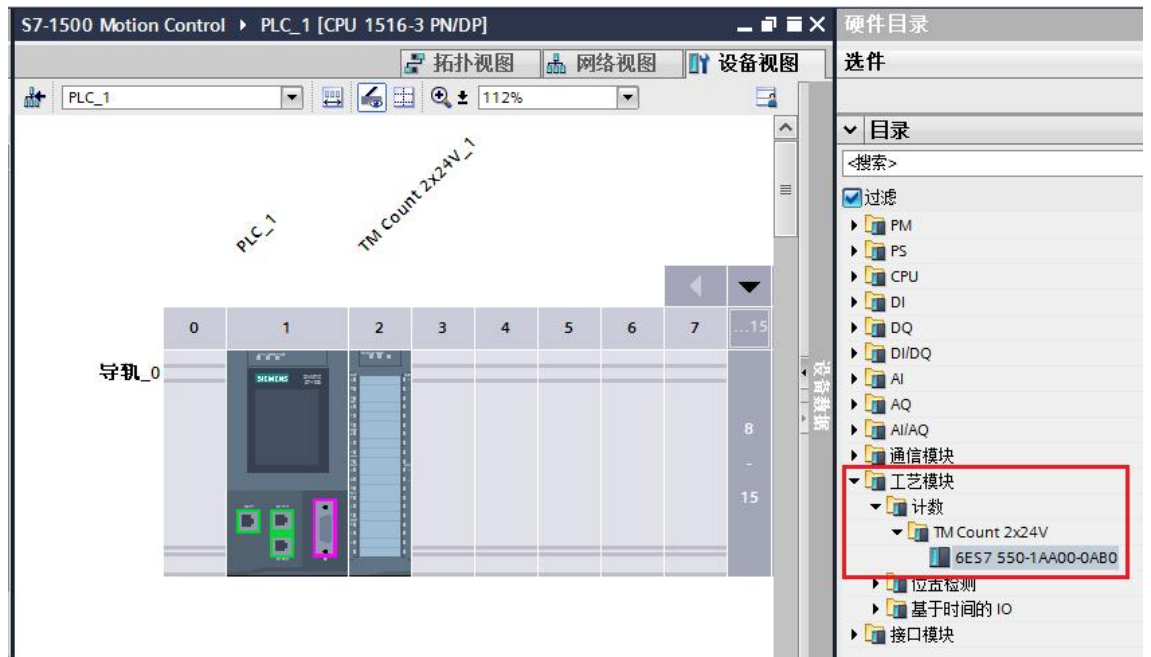 S7-1500 Motion Control ▸ PLC_1 [CPU 1516-3 PN/DP]
拓扑视图 网络视图 设备视图
PLC_1 112%
PLC_1
TM Count 2x24V_1
0 1 2 3 4 5 6 7 ...15
导轨_0
SIEMENS
8
-
15
设备数据
硬件目录
选件
目录
<搜索>
过滤
PM
PS
CPU
DI
DQ
DI/DQ
AI
AQ
AI/AQ
通信模块
工艺模块
计数
TM Count 2x24V
6ES7 550-1AA00-0AB0
位置检测
基于时间的 IO
接口模块